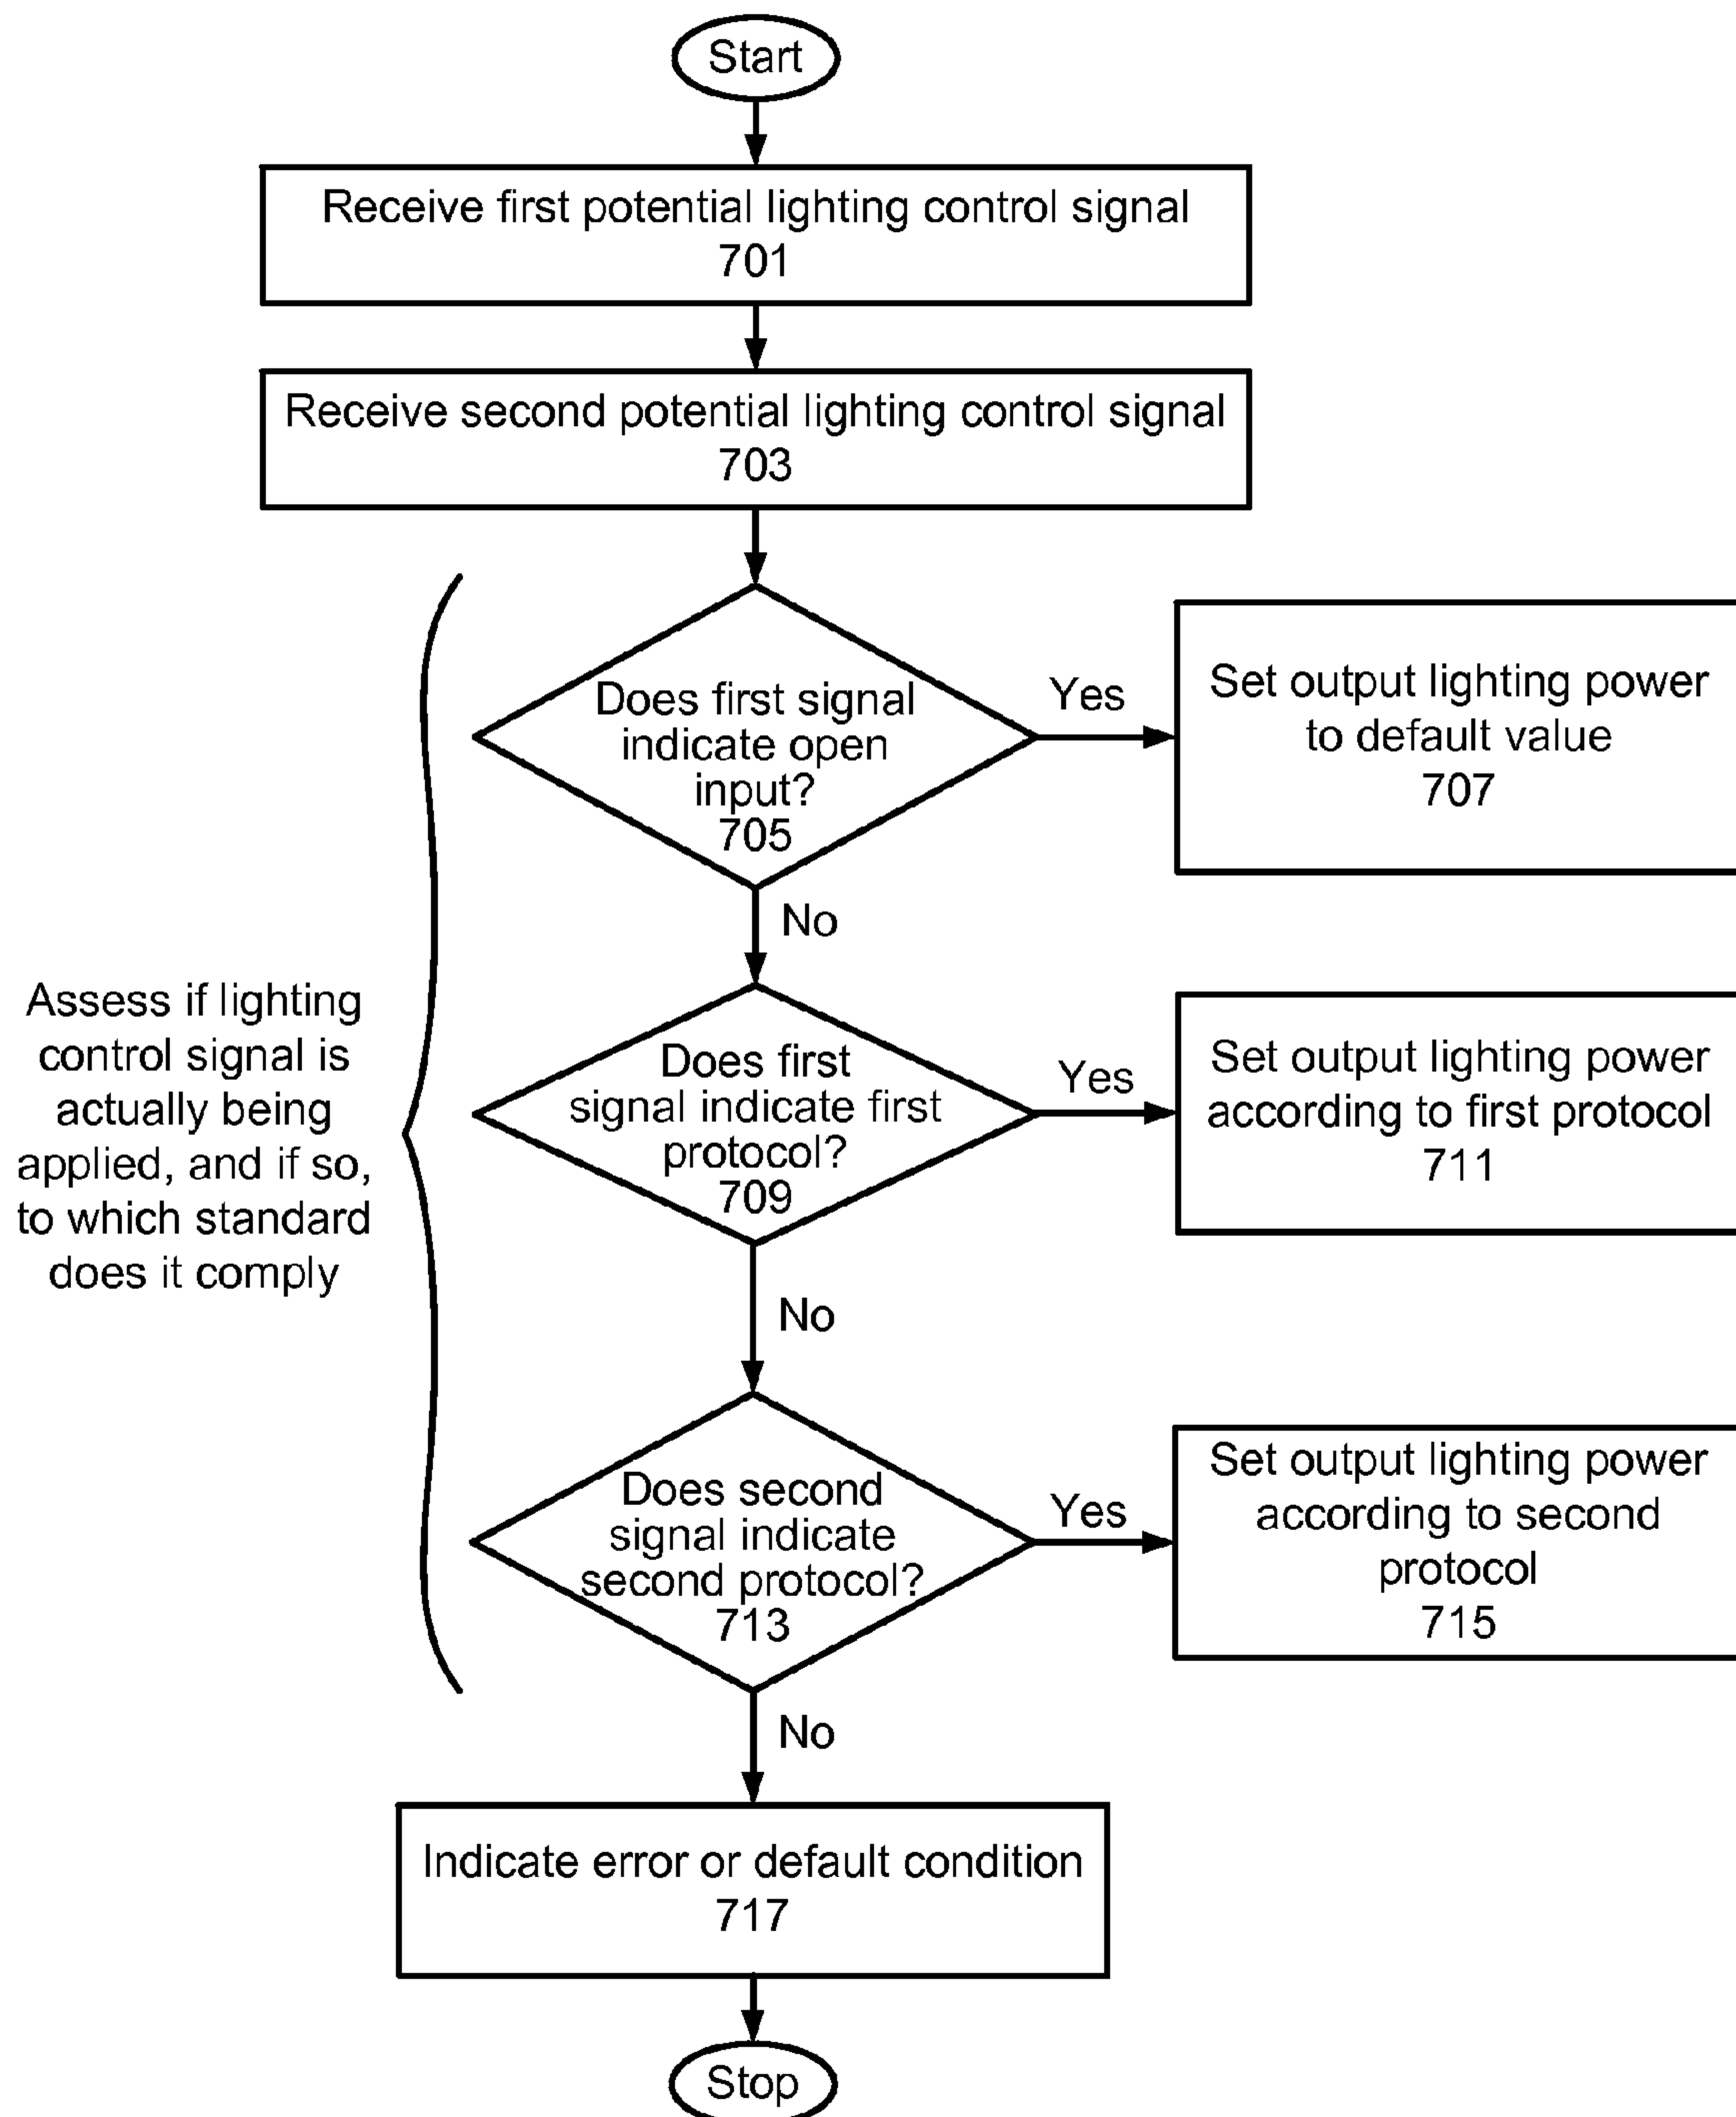 Start
Receive first potential lighting control signal
701
Receive second potential lighting control signal
703
Does first signal
indicate open
input?
705
Yes
Set output lighting power
to default value
707
No
Assess if lighting
control signal is
actually being
applied, and if so,
to which standard
does it comply
Does first
signal indicate first
protocol?
709
Yes
Set output lighting power
according to first protocol
711
No
Does second
signal indicate
second protocol?
713
Yes
Set output lighting power
according to second
protocol
715
No
Indicate error or default condition
717
Stop